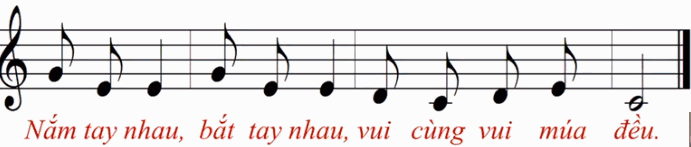 Nắm tay nhau, bắt tay nhau, vui cùng vui múa đều.